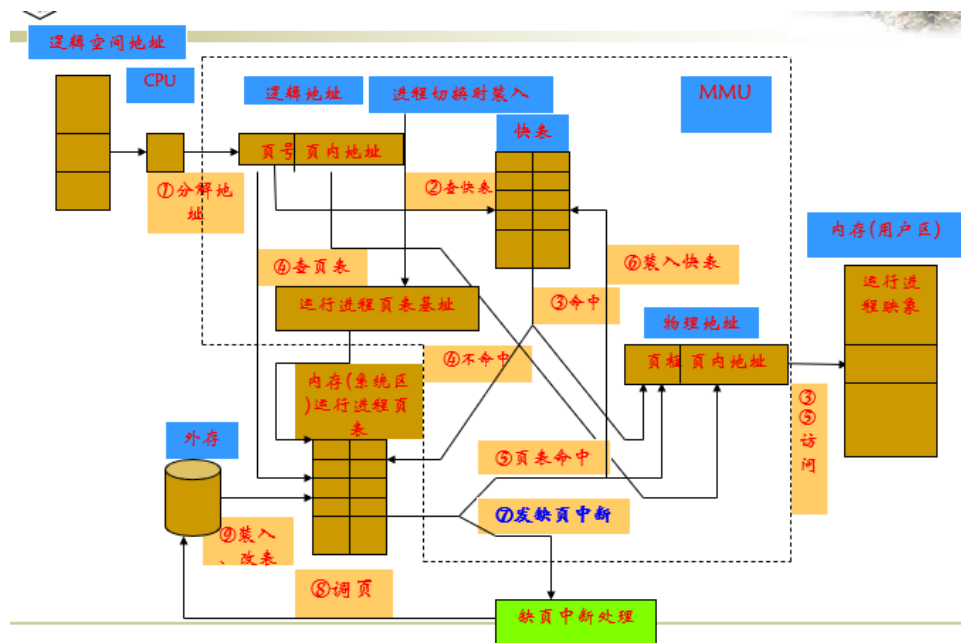 逻辑空间地址
CPU
逻辑地址
进程切换时装入
MMU
快表
页号
页内地址
①分解地
址
②查快表
内存(用户区)
④查页表
⑥装入快表
运行进
程映象
运行进程页表基址
③命中
物理地址
④不命中
页框
页内地址
内存(系统区
)运行进程页
表
③
⑤
访
问
外存
⑤页表命中
⑦发缺页中断
⑨装入
、改表
⑧调页
缺页中断处理